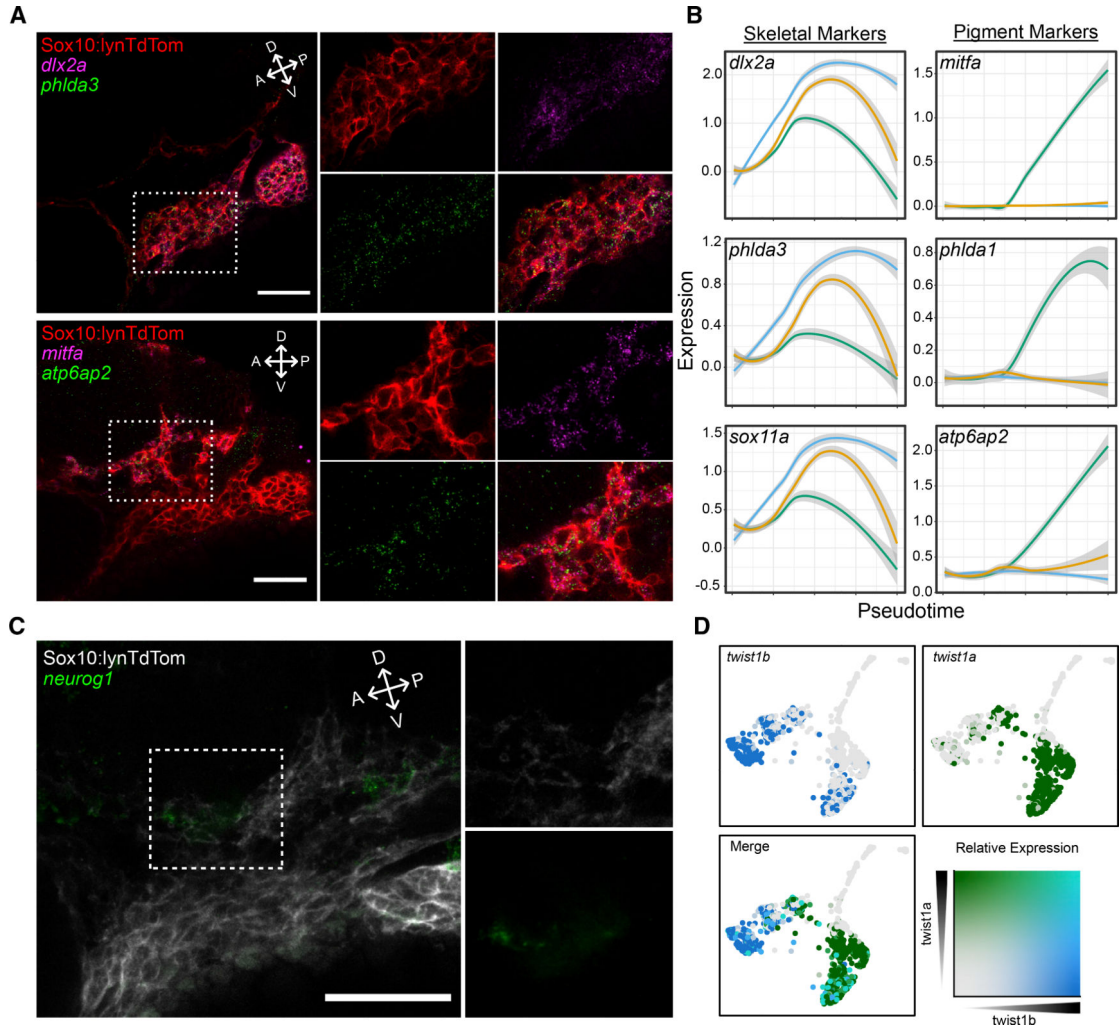 A
Sox10:lynTdTom
dlx2a
phlda3
D
A
P
V
Sox10:lynTdTom
mitfa
atp6ap2
D
A
P
V
B
Skeletal Markers
Pigment Markers
dlx2a
2.0
1.0
0.0
mitfa
1.5
1.0
0.5
0.0
Expression
phlda3
1.2
0.8
0.4
0.0
phlda1
0.8
0.6
0.4
0.2
0.0
sox11a
1.5
1.0
0.5
0.0
-0.5
atp6ap2
2.0
1.5
1.0
0.5
0.0
Pseudotime
C
Sox10:lynTdTom
neurog1
D
A
P
V
D
twist1b
twist1a
Merge
Relative Expression
twist1a
twist1b